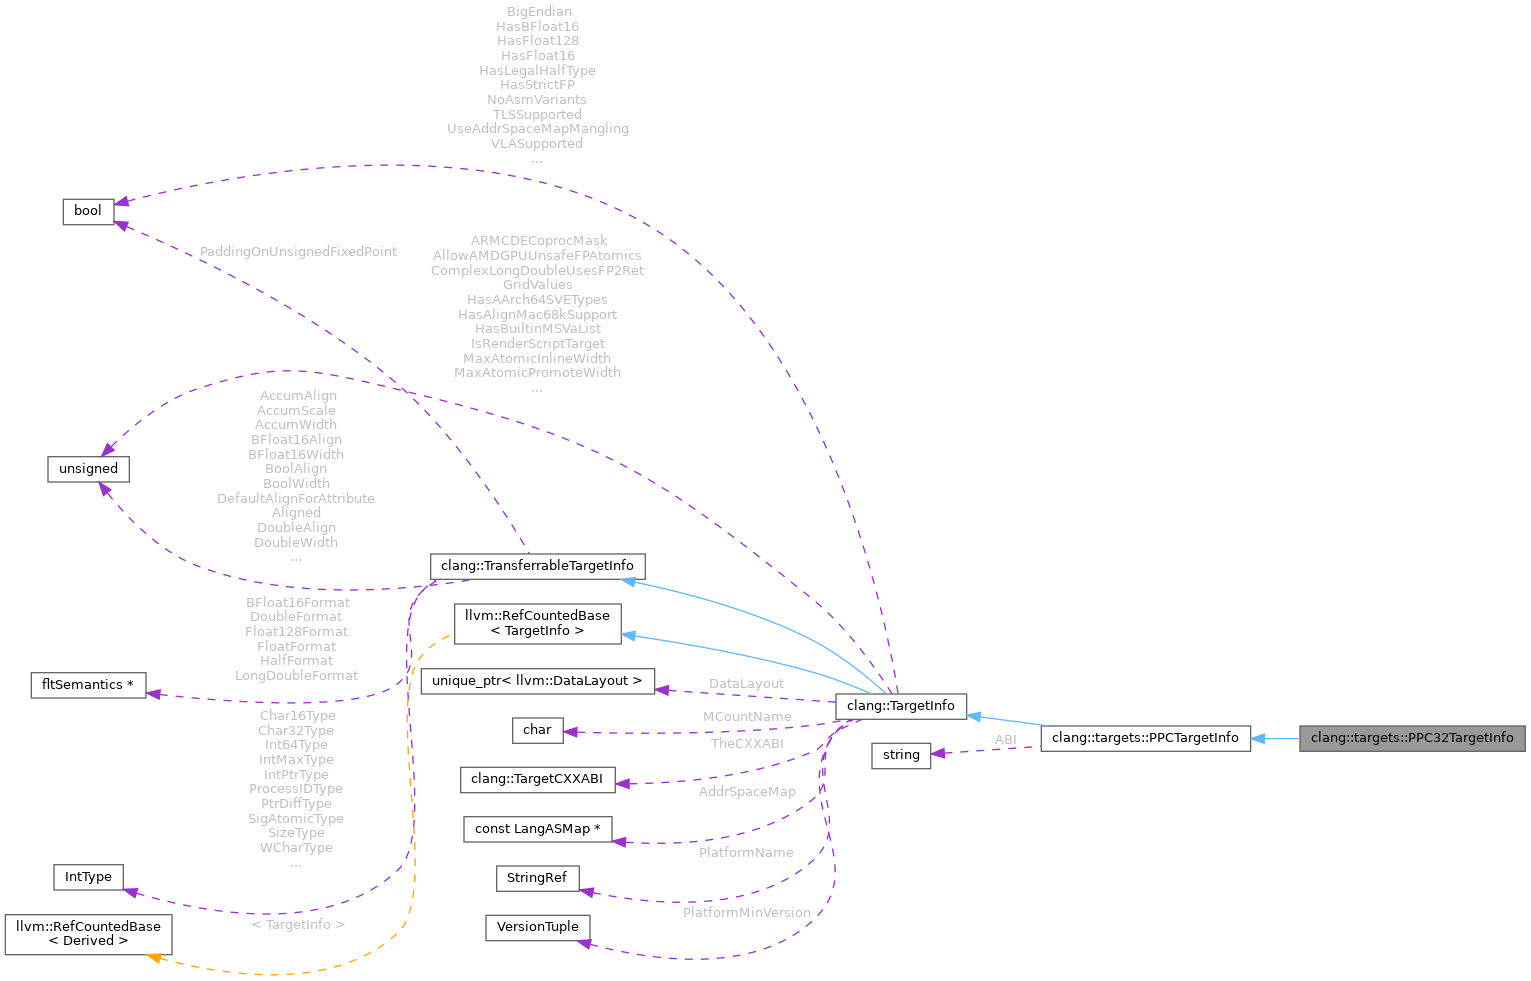 BigEndian
HasBFloat16
HasFloat128
HasFloat16
HasLegalHalfType
HasStrictFP
NoAsmVariants
TLSSupported
UseAddrSpaceMapMangling
VLASupported
...
bool
PaddingOnUnsignedFixedPoint
ARMCDECoprocMask
AllowAMDGPUUnsafeFPAtomics
ComplexLongDoubleUsesFP2Ret
GridValues
HasAArch64SVETypes
HasAlignMac68kSupport
HasBuiltinMSVaList
IsRenderScriptTarget
MaxAtomicInlineWidth
MaxAtomicPromoteWidth
...
AccumAlign
AccumScale
AccumWidth
BFloat16Align
BFloat16Width
BoolAlign
BoolWidth
DefaultAlignForAttribute
Aligned
DoubleAlign
DoubleWidth
...
unsigned
clang::TransferrableTargetInfo
llvm::RefCountedBase
< TargetInfo >
BFloat16Format
DoubleFormat
Float128Format
FloatFormat
HalfFormat
LongDoubleFormat
fltSemantics *
unique_ptr< llvm::DataLayout >
DataLayout
clang::TargetInfo
char
MCountName
clang::targets::PPCTargetInfo
clang::targets::PPC32TargetInfo
TheCXXABI
string
ABI
clang::TargetCXXABI
AddrSpaceMap
const LangASMap *
Char16Type
Char32Type
Int64Type
IntMaxType
IntPtrType
ProcessIDType
PtrDiffType
SigAtomicType
SizeType
WCharType
...
PlatformName
IntType
StringRef
PlatformMinVersion
< TargetInfo >
llvm::RefCountedBase
< Derived >
VersionTuple